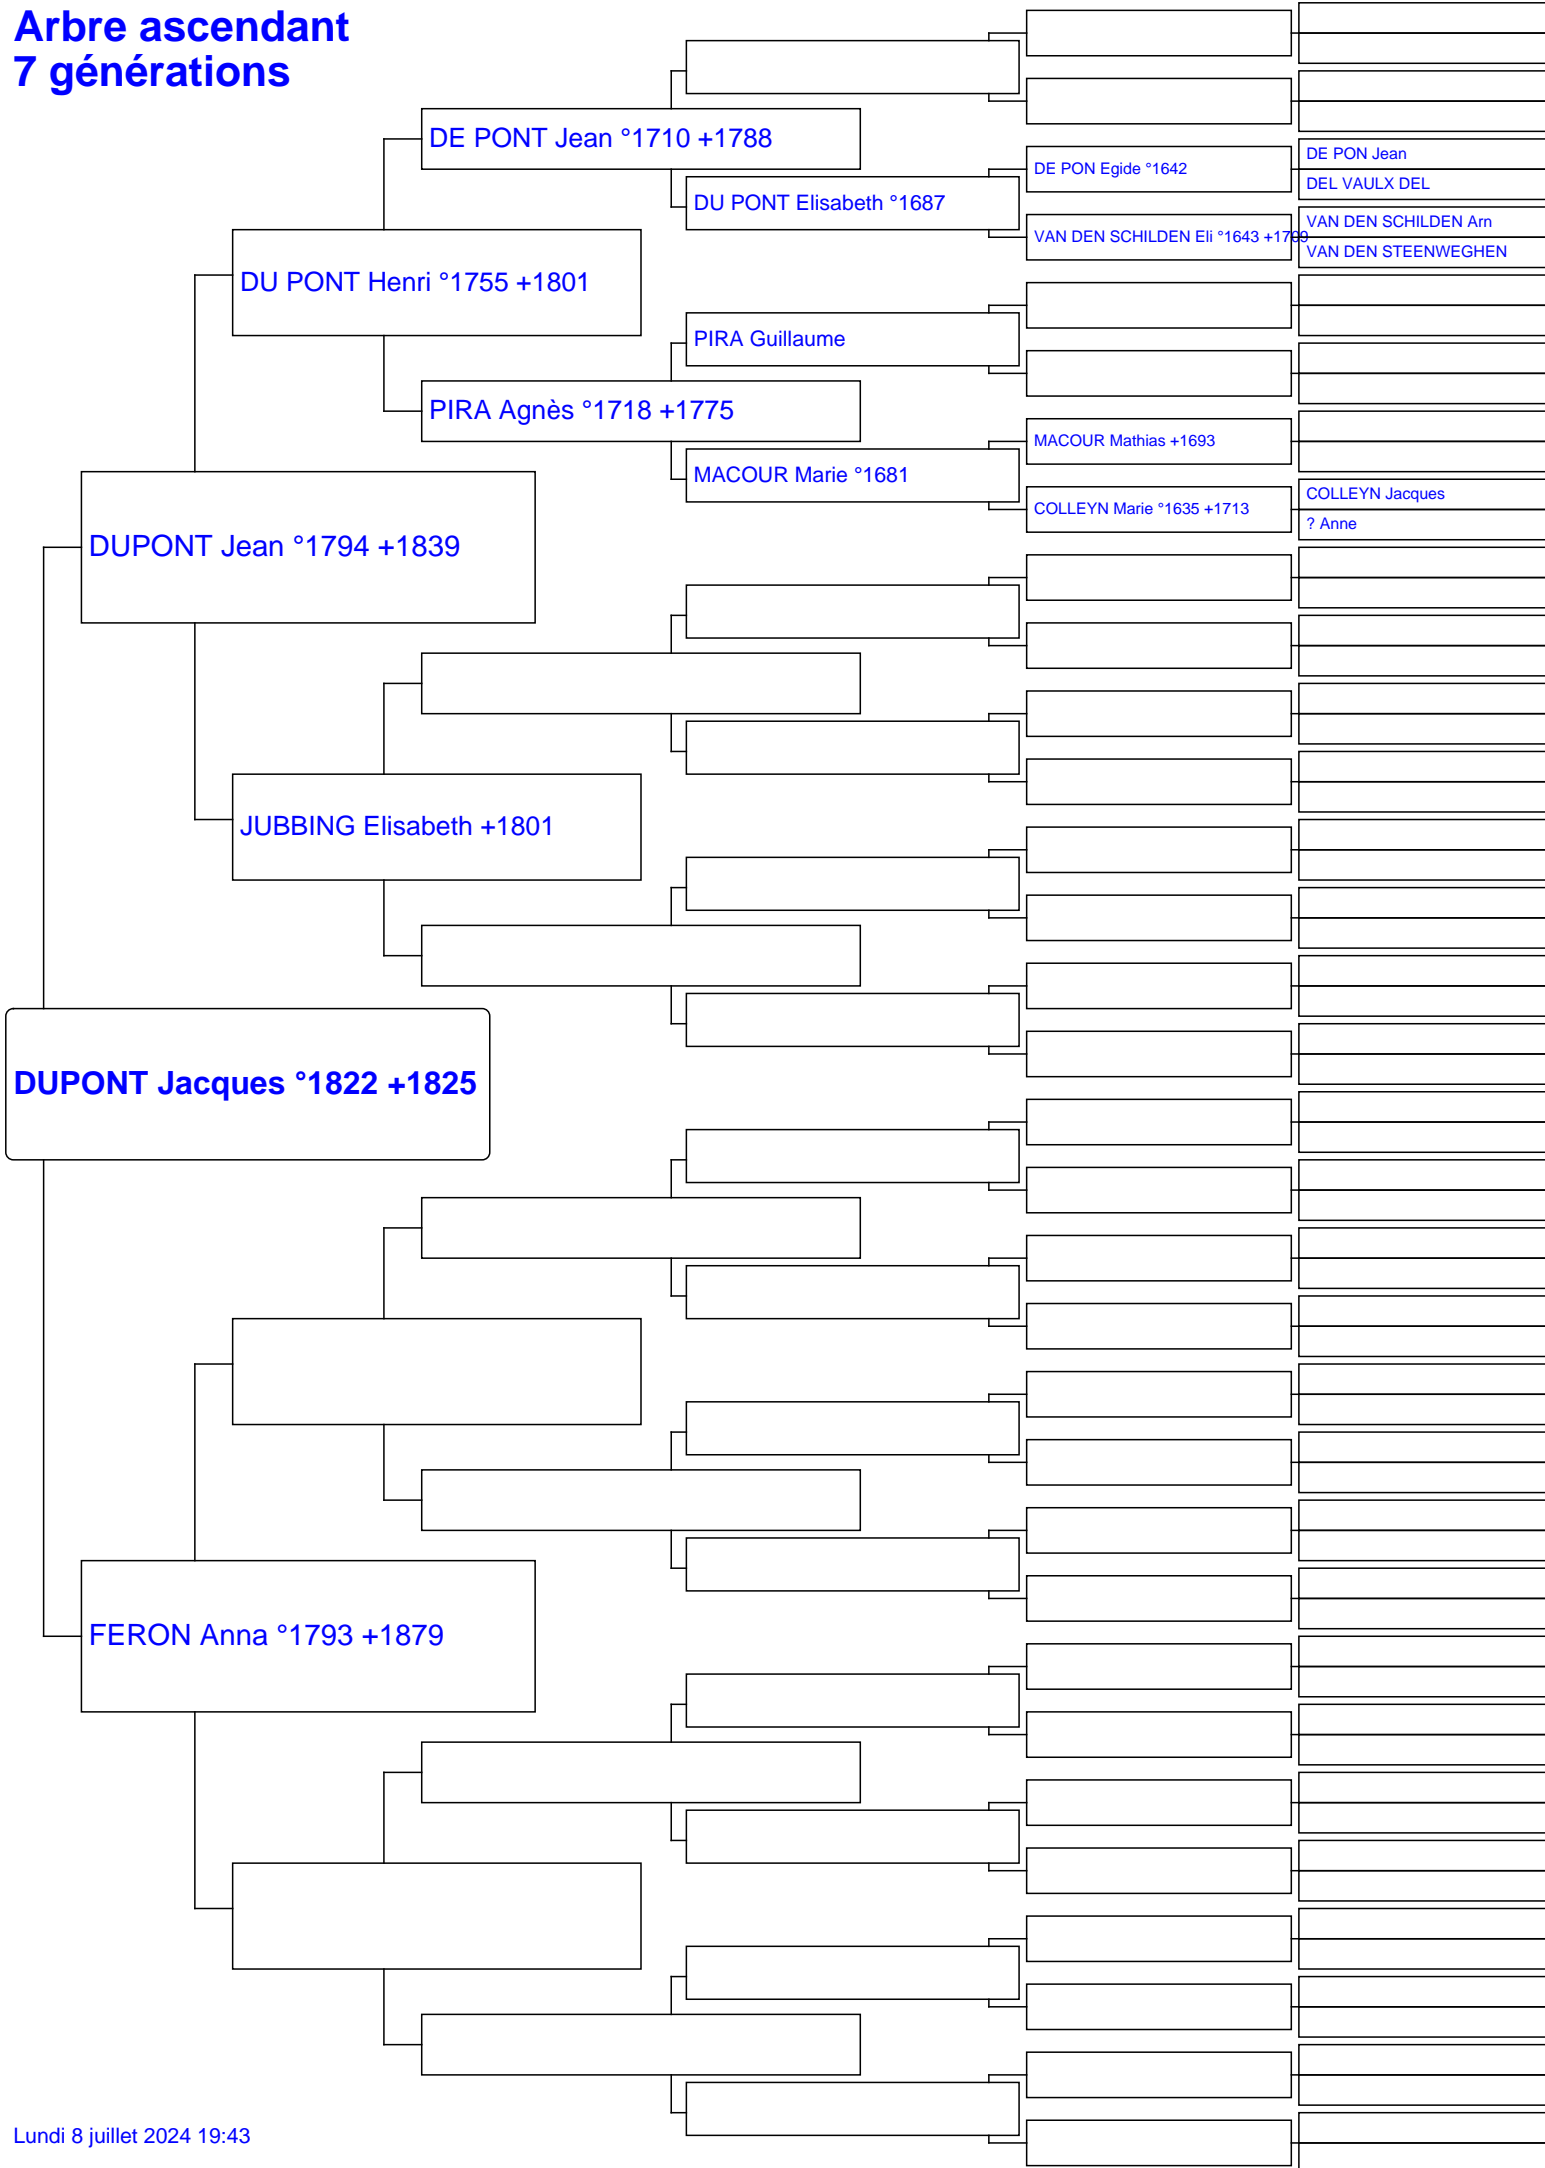 Arbre ascendant
7 générations
DE PONT Jean °1710 +1788
DE PON Egide °1642
DE PON Jean
DEL VAULX DEL
DU PONT Elisabeth °1687
VAN DEN SCHILDEN Eli °1643 +1709
VAN DEN SCHILDEN Arn
VAN DEN STEENWEGHEN
DU PONT Henri °1755 +1801
PIRA Guillaume
PIRA Agnès °1718 +1775
MACOUR Mathias +1693
MACOUR Marie °1681
COLLEYN Marie °1635 +1713
COLLEYN Jacques
? Anne
DUPONT Jean °1794 +1839
JUBBING Elisabeth +1801
DUPONT Jacques °1822 +1825
FERON Anna °1793 +1879
Lundi 8 juillet 2024 19:43